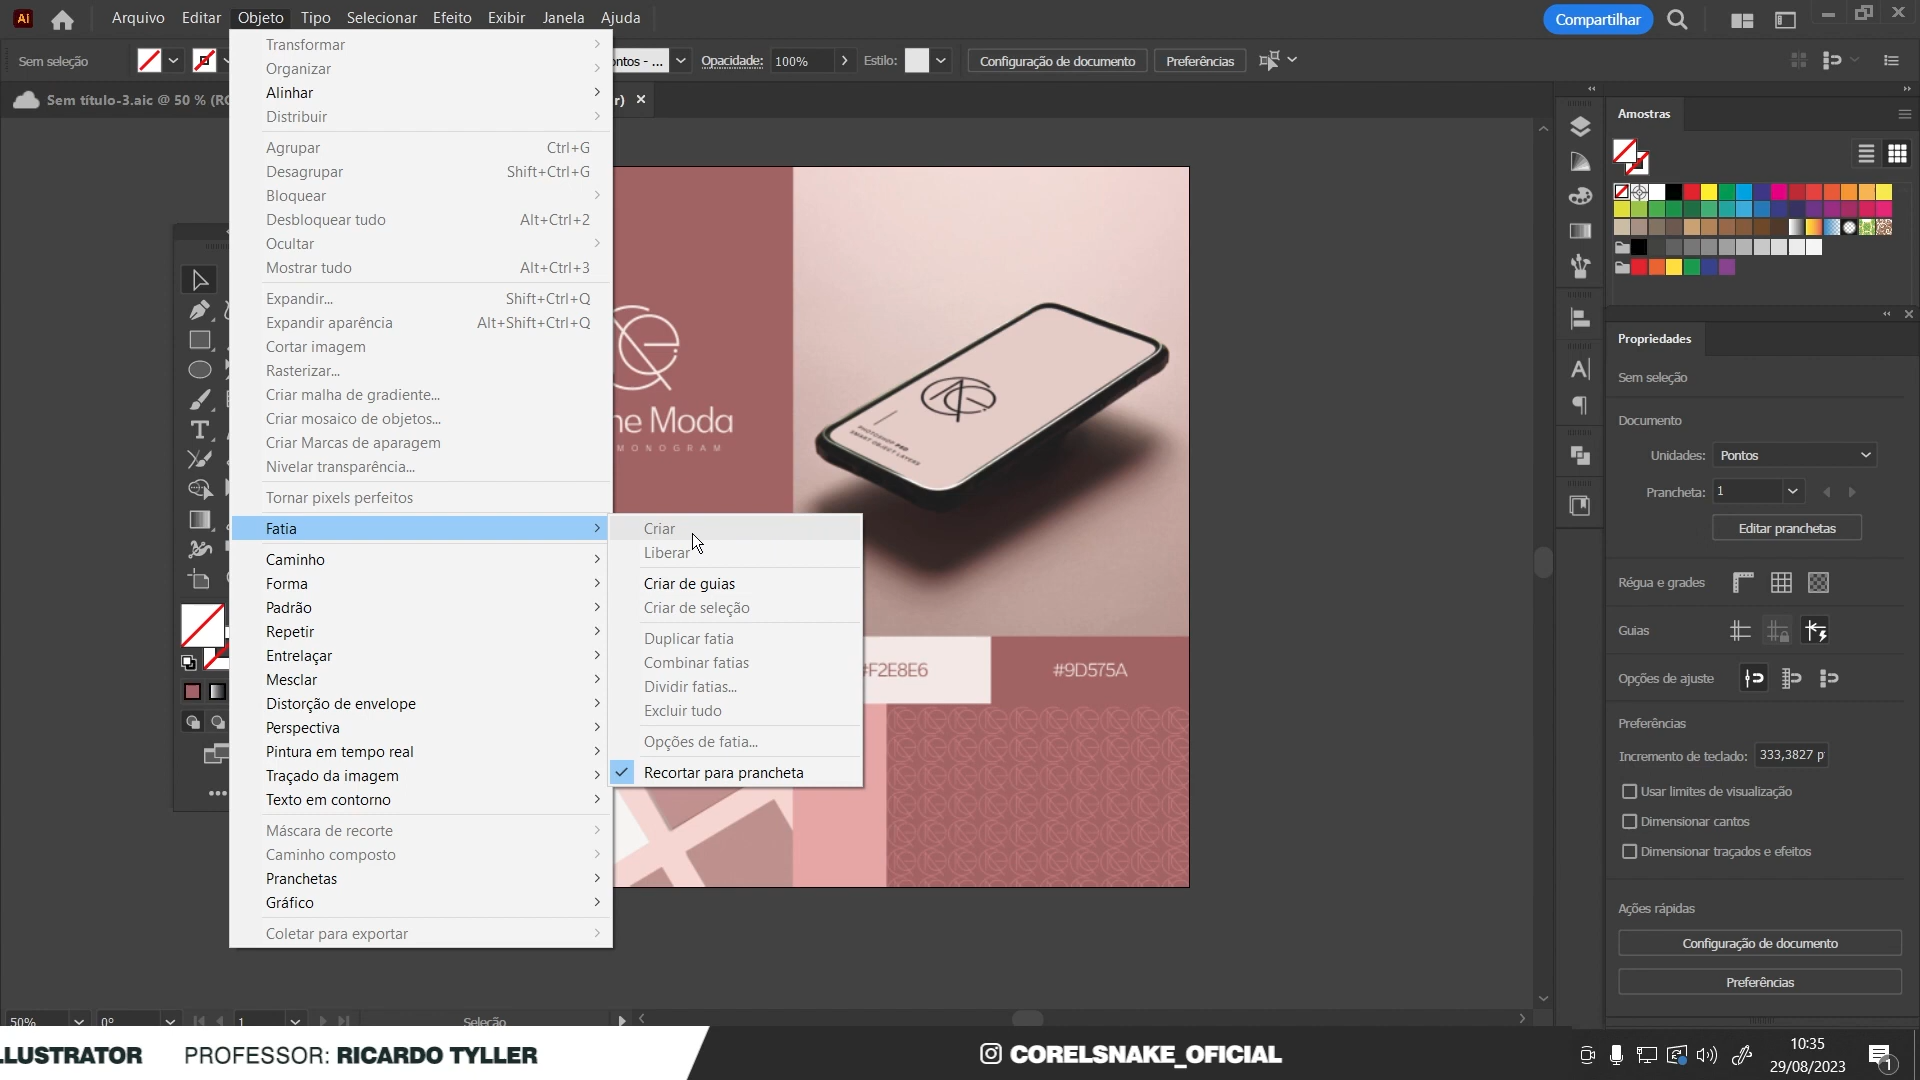 Ai Arquivo Editar Objeto Tipo Selecionar Efeito Exibir Janela Ajuda
Compartilhar
Sem seleção
ntos - ... Opacidade: 100% Estilo: Configuração de documento Preferências
Sem título-3.aic @ 50 % (R
r) ×
Transformar
Organizar
Alinhar
Distribuir
Agrupar Ctrl+G
Desagrupar Shift+Ctrl+G
Bloquear
Desbloquear tudo Alt+Ctrl+2
Ocultar
Mostrar tudo Alt+Ctrl+3
Expandir... Shift+Ctrl+Q
Expandir aparência Alt+Shift+Ctrl+Q
Cortar imagem
Rasterizar...
Criar malha de gradiente...
Criar mosaico de objetos...
Criar Marcas de aparagem
Nivelar transparência...
Tornar pixels perfeitos
Fatia
Caminho
Forma
Padrão
Repetir
Entrelaçar
Mesclar
Distorção de envelope
Perspectiva
Pintura em tempo real
Traçado da imagem
Texto em contorno
Máscara de recorte
Caminho composto
Pranchetas
Gráfico
Coletar para exportar
Criar
Liberar
Criar de guias
Criar de seleção
Duplicar fatia
Combinar fatias
Dividir fatias...
Excluir tudo
Opções de fatia...
Recortar para prancheta
ne Moda
MONOGRAM
PHOTOSHOP PSD
SMART OBJECT LAYERS
#F2E8E6
#9D575A
Amostras
Propriedades
Sem seleção
Documento
Unidades: Pontos
Prancheta: 1
Editar pranchetas
Régua e grades
Guias
Opções de ajuste
Preferências
Incremento de teclado: 333,3827 p
Usar limites de visualização
Dimensionar cantos
Dimensionar traçados e efeitos
Ações rápidas
Configuração de documento
Preferências
50% 0° 1 Seleção
LLUSTRATOR PROFESSOR: RICARDO TYLLER
CORELSNAKE_OFICIAL
10:35
29/08/2023
1